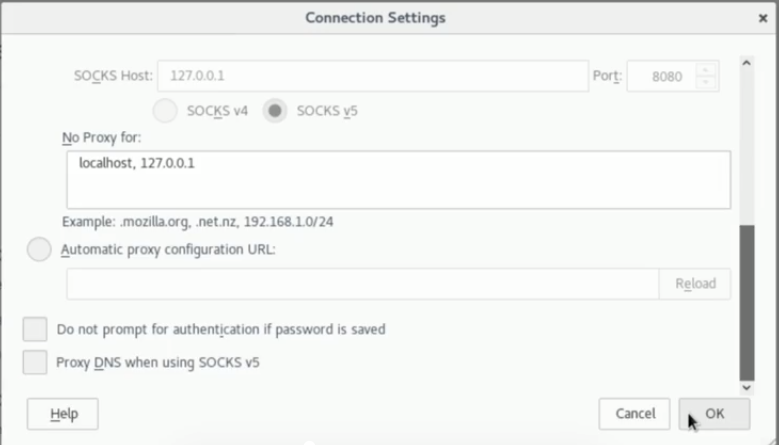 Connection Settings
SOCKS Host: 127.0.0.1 Port: 8080
SOCKS v4 SOCKS v5
No Proxy for:
localhost, 127.0.0.1
Example: .mozilla.org, .net.nz, 192.168.1.0/24
Automatic proxy configuration URL:
Reload
Do not prompt for authentication if password is saved
Proxy DNS when using SOCKS v5
Help Cancel OK